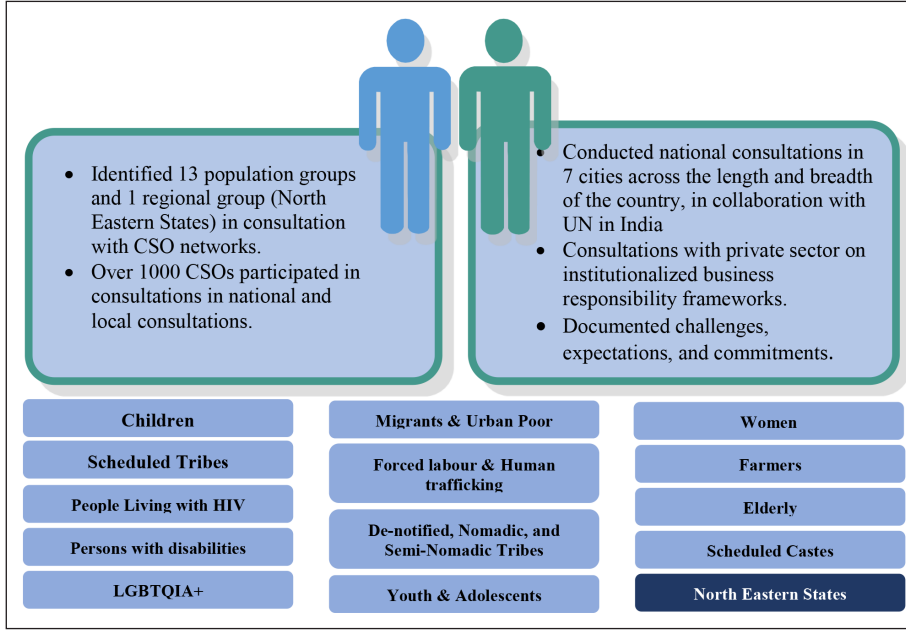 • Identified 13 population groups
and 1 regional group (North
Eastern States) in consultation
with CSO networks.
• Over 1000 CSOs participated in
consultations in national and
local consultations.
• Conducted national consultations in
7 cities across the length and breadth
of the country, in collaboration with
UN in India
• Consultations with private sector on
institutionalized business
responsibility frameworks.
• Documented challenges,
expectations, and commitments.
Children
Scheduled Tribes
People Living with HIV
Persons with disabilities
LGBTQIA+
Migrants & Urban Poor
Forced labour & Human
trafficking
De-notified, Nomadic, and
Semi-Nomadic Tribes
Youth & Adolescents
Women
Farmers
Elderly
Scheduled Castes
North Eastern States